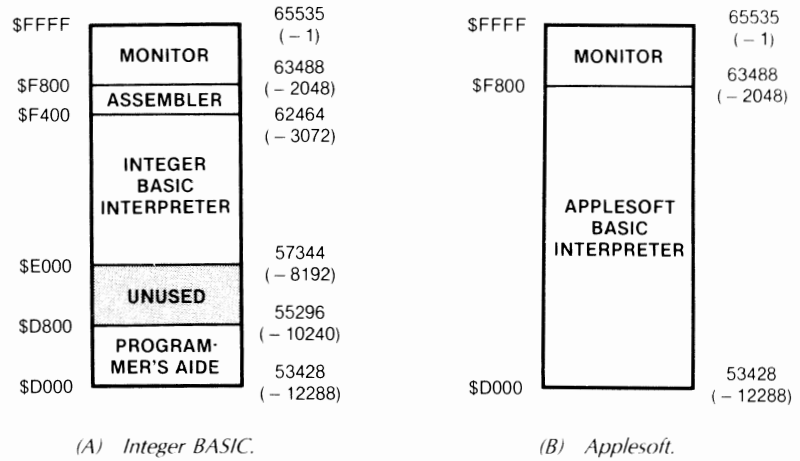 $FFFF
MONITOR
65535
(– 1)
$F800
63488
(– 2048)
ASSEMBLER
$F400
62464
(– 3072)
INTEGER
BASIC
INTERPRETER
$E000
57344
(– 8192)
UNUSED
$D800
55296
(– 10240)
PROGRAM-
MER'S AIDE
$D000
53428
(– 12288)
(A) Integer BASIC.
$FFFF
MONITOR
65535
(– 1)
$F800
63488
(– 2048)
APPLESOFT
BASIC
INTERPRETER
$D000
53428
(– 12288)
(B) Applesoft.